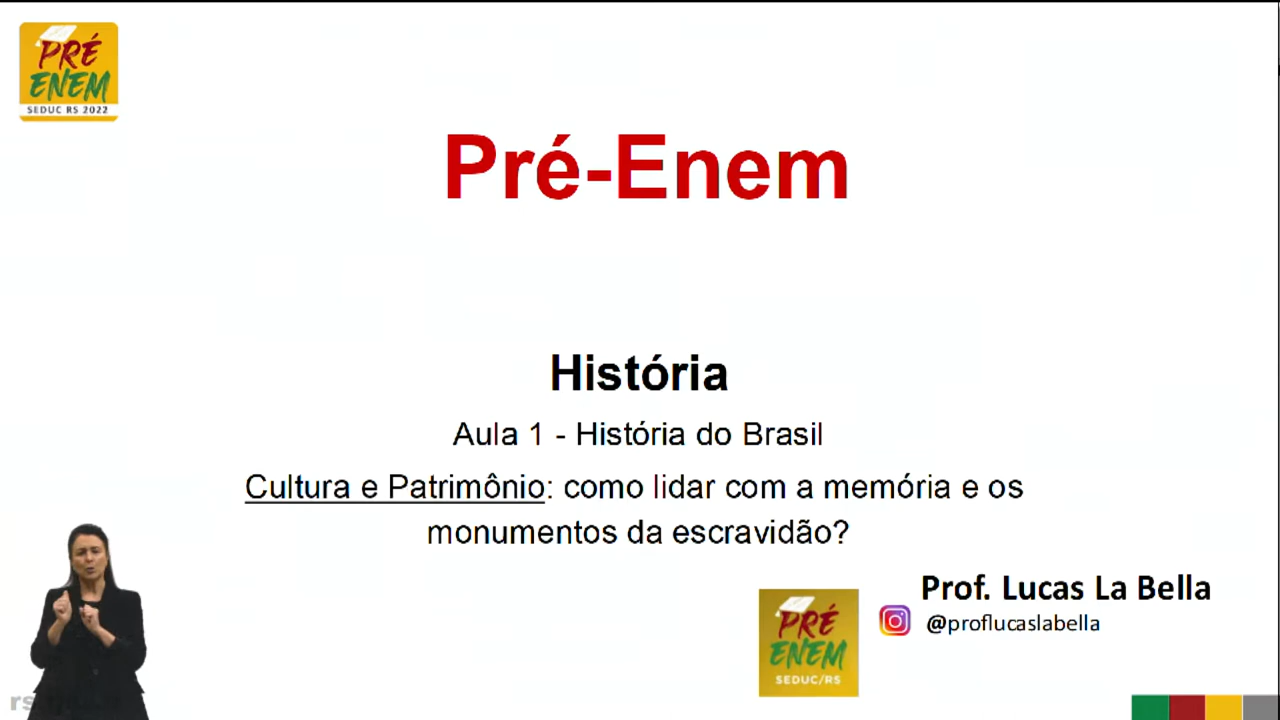 PRÉ
ENEM
SEDUC RS 2022
Pré-Enem
História
Aula 1 - História do Brasil
Cultura e Patrimônio: como lidar com a memória e os
monumentos da escravidão?
Prof. Lucas La Bella
@proflucaslabella
PRÉ
ENEM
SEDUC/RS